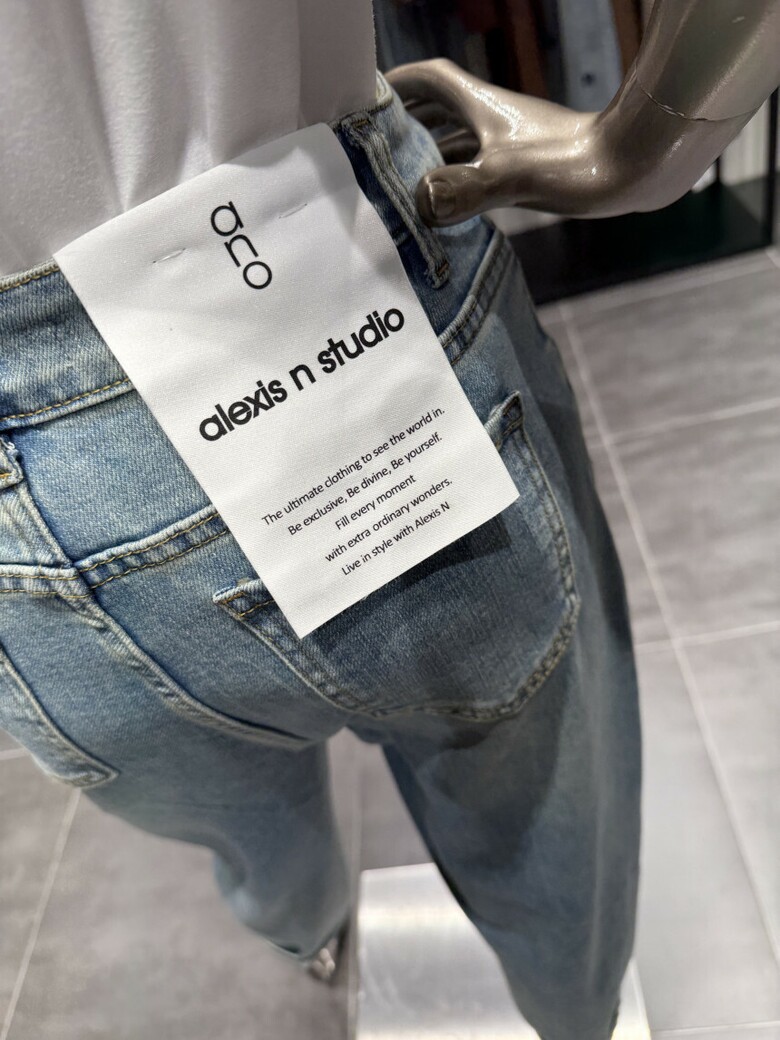 ano
alexis n studio
The ultimate clothing to see the world in.
Be exclusive, Be divine, Be yourself.
Fill every moment
with extra ordinary wonders.
Live in style with Alexis N